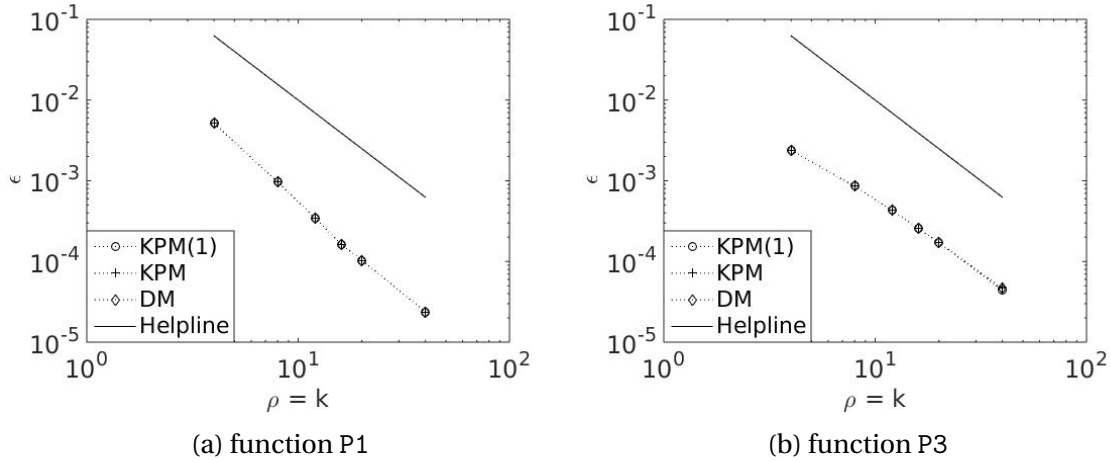 10^-1
10^-2
10^-3
10^-4
10^-5
ϵ
KPM(1)
KPM
DM
Helpline
10^0
10^1
10^2
ρ = k
(a) function P1
10^-1
10^-2
10^-3
10^-4
10^-5
ϵ
KPM(1)
KPM
DM
Helpline
10^0
10^1
10^2
ρ = k
(b) function P3